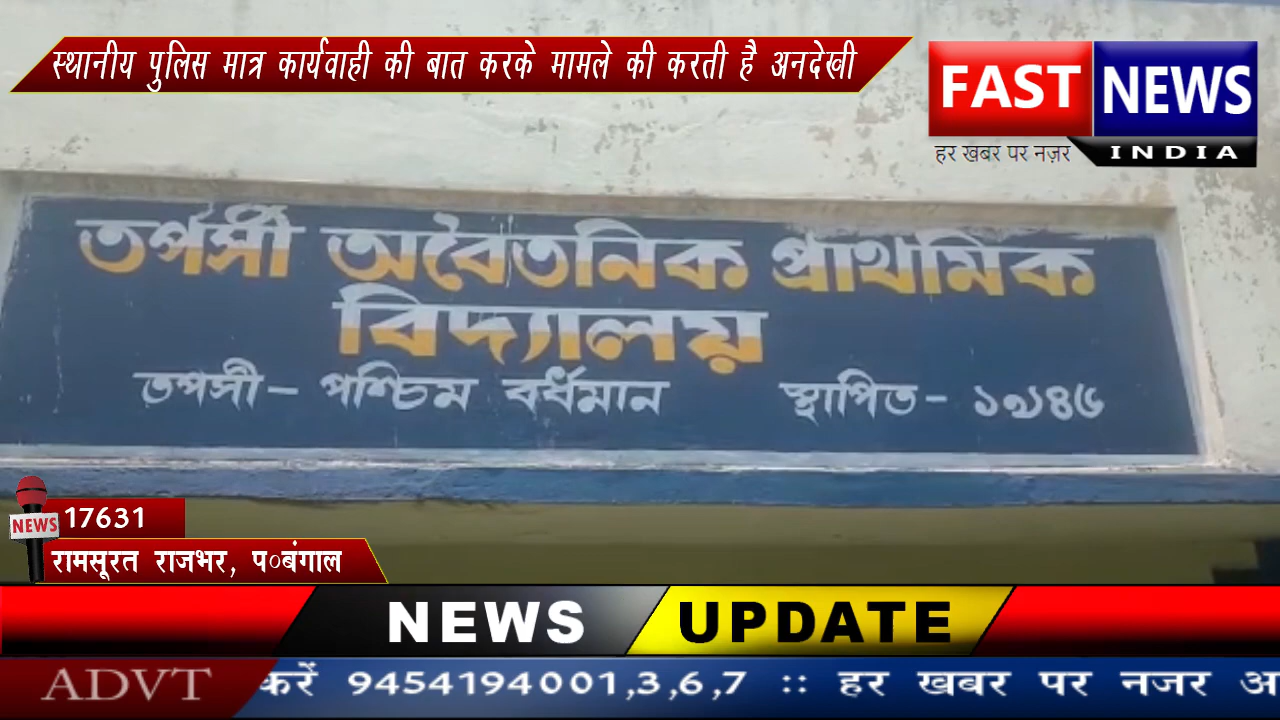 स्थानीय पुलिस मात्र कार्यवाही की बात करके मामले की करती है अनदेखी
FAST NEWS
हर खबर पर नज़र INDIA
তপসী অবৈতনিক প্রাথমিক
বিদ্যালয়
তপসী - পশ্চিম বর্ধমান স্থাপিত - ১৯৪৬
NEWS 17631
रामसूरत राजभर, प०बंगाल
NEWS UPDATE
ADVT करें 9454194001,3,6,7 :: हर खबर पर नजर अ